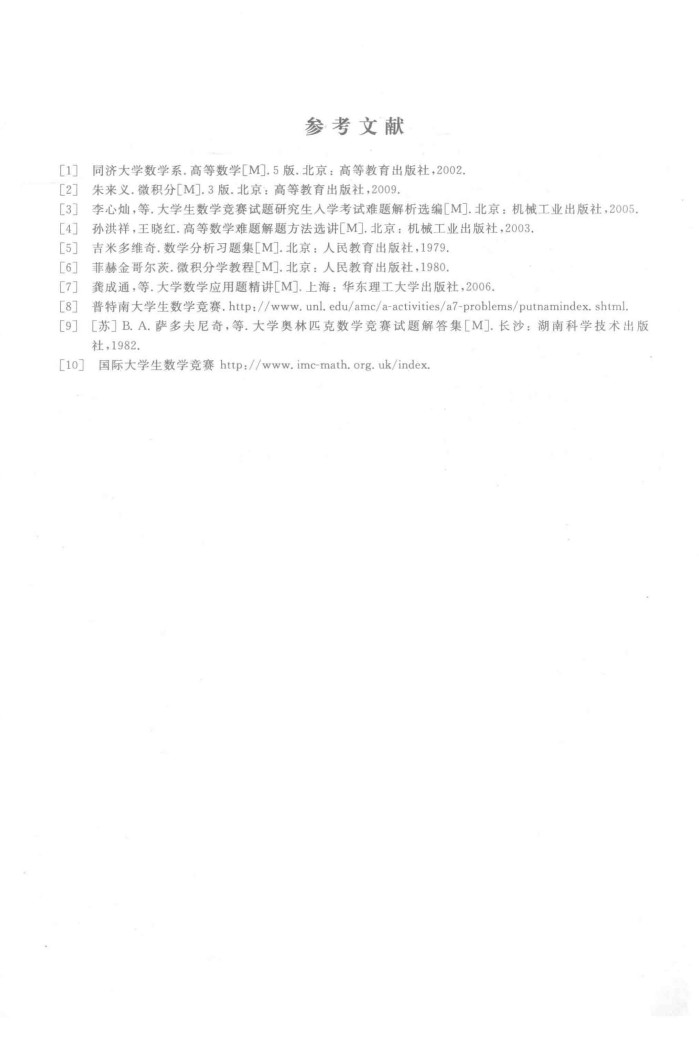 参考文献
[1] 同济大学数学系.高等数学[M].5版.北京:高等教育出版社,2002.
[2] 朱来义.微积分[M].3版.北京:高等教育出版社,2009.
[3] 李心灿,等.大学生数学竞赛试题研究生入学考试难题解析选编[M].北京:机械工业出版社,2005.
[4] 孙洪祥,王晓红.高等数学难题解题方法选讲[M].北京:机械工业出版社,2003.
[5] 吉米多维奇.数学分析习题集[M].北京:人民教育出版社,1979.
[6] 菲赫金哥尔茨.微积分学教程[M].北京:人民教育出版社,1980.
[7] 龚成通,等.大学数学应用题精讲[M].上海:华东理工大学出版社,2006.
[8] 普特南大学生数学竞赛.http://www.unl.edu/amc/a-activities/a7-problems/putnamindex.shtml.
[9] [苏]B.A.萨多夫尼奇,等.大学奥林匹克数学竞赛试题解答集[M].长沙:湖南科学技术出版
社,1982.
[10] 国际大学生数学竞赛 http://www.imc-math.org.uk/index.